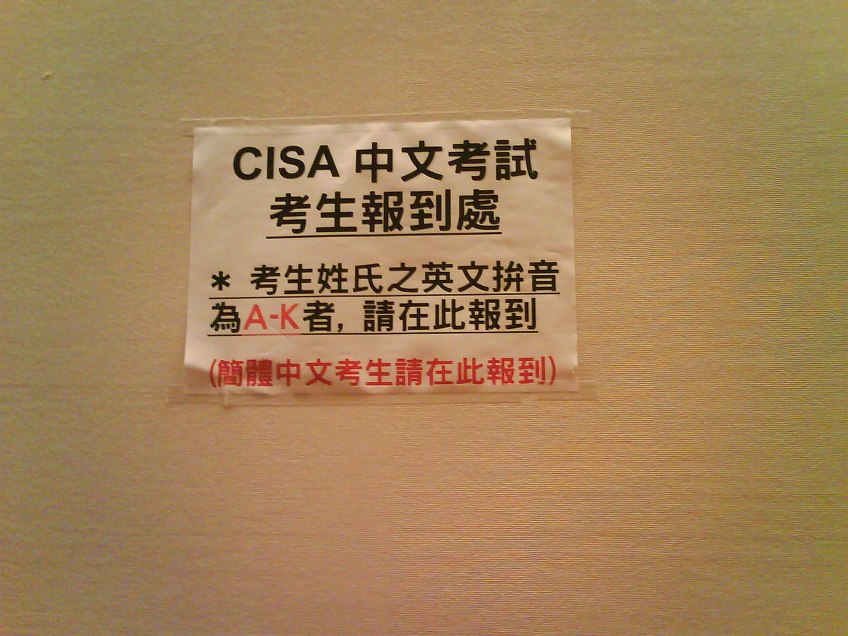 CISA 中文考試
考生報到處
* 考生姓氏之英文拚音
為A-K者, 請在此報到
(簡體中文考生請在此報到)